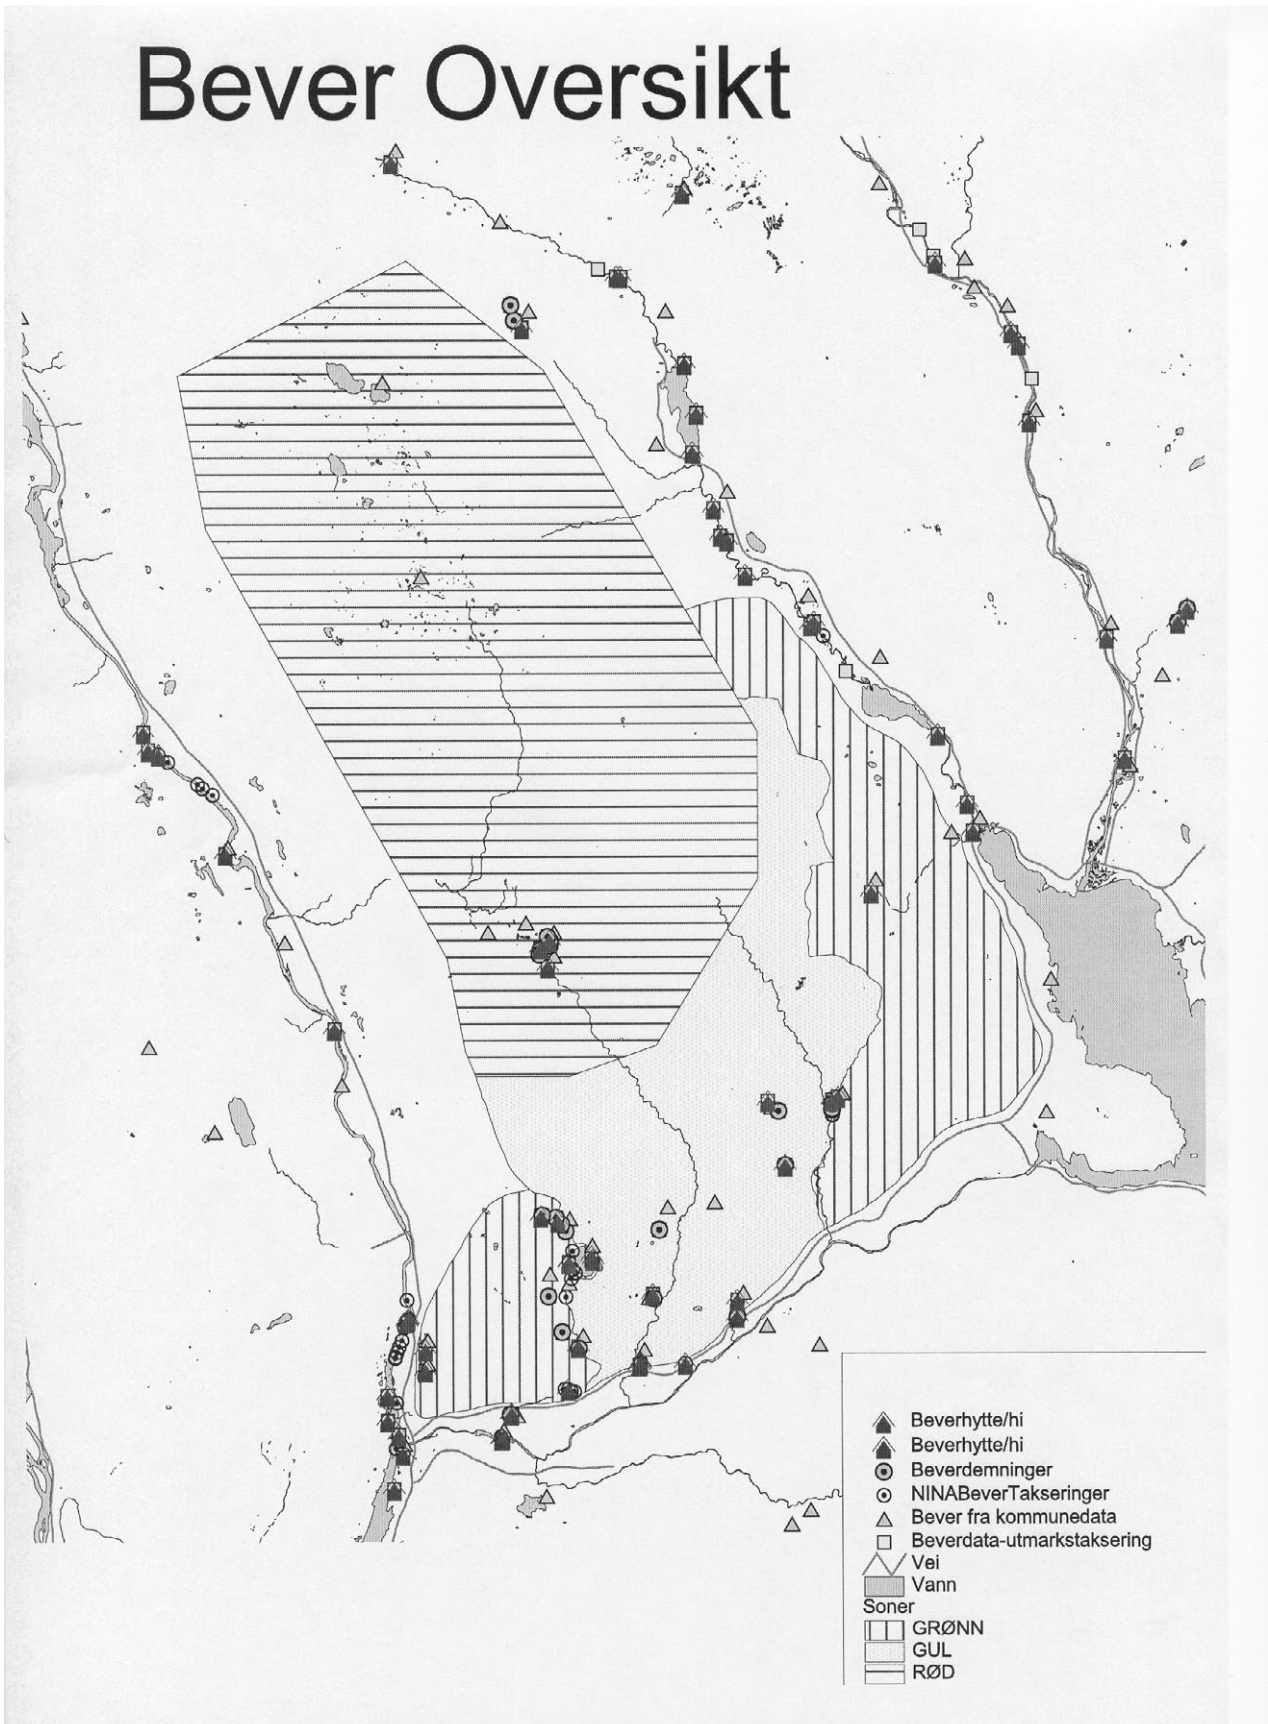 Bever Oversikt
Beverhytte/hi
Beverhytte/hi
Beverdemninger
NINABeverTakseringer
Bever fra kommunedata
Beverdata-utmarkstaksering
Vei
Vann
Soner
GRØNN
GUL
RØD